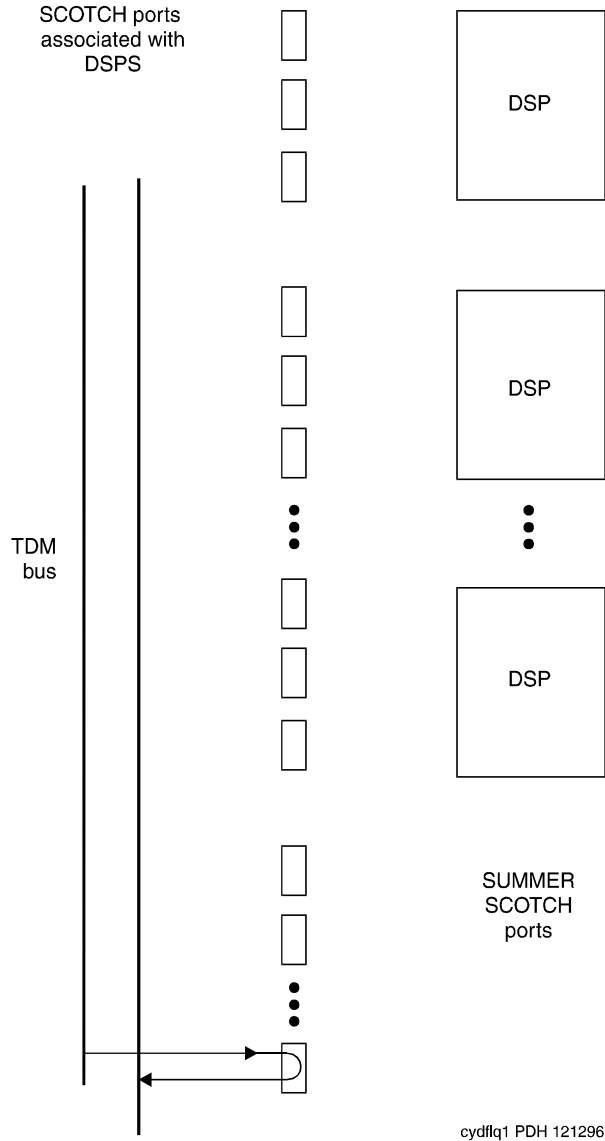 SCOTCH ports
associated with
DSPS
DSP
DSP
TDM
bus
DSP
SUMMER
SCOTCH
ports
cydflq1 PDH 121296